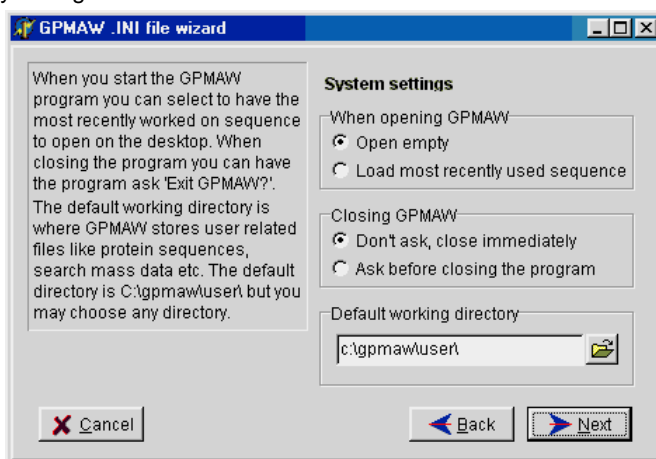 GPMAW .INI file wizard
When you start the GPMAW
program you can select to have the
most recently worked on sequence
to open on the desktop. When
closing the program you can have
the program ask 'Exit GPMAW?'.
The default working directory is
where GPMAW stores user related
files like protein sequences,
search mass data etc. The default
directory is C:\gpmaw\user\ but you
may choose any directory.
System settings
When opening GPMAW
Open empty
Load most recently used sequence
Closing GPMAW
Don't ask, close immediately
Ask before closing the program
Default working directory
c:\gpmaw\user\
Cancel
Back
Next